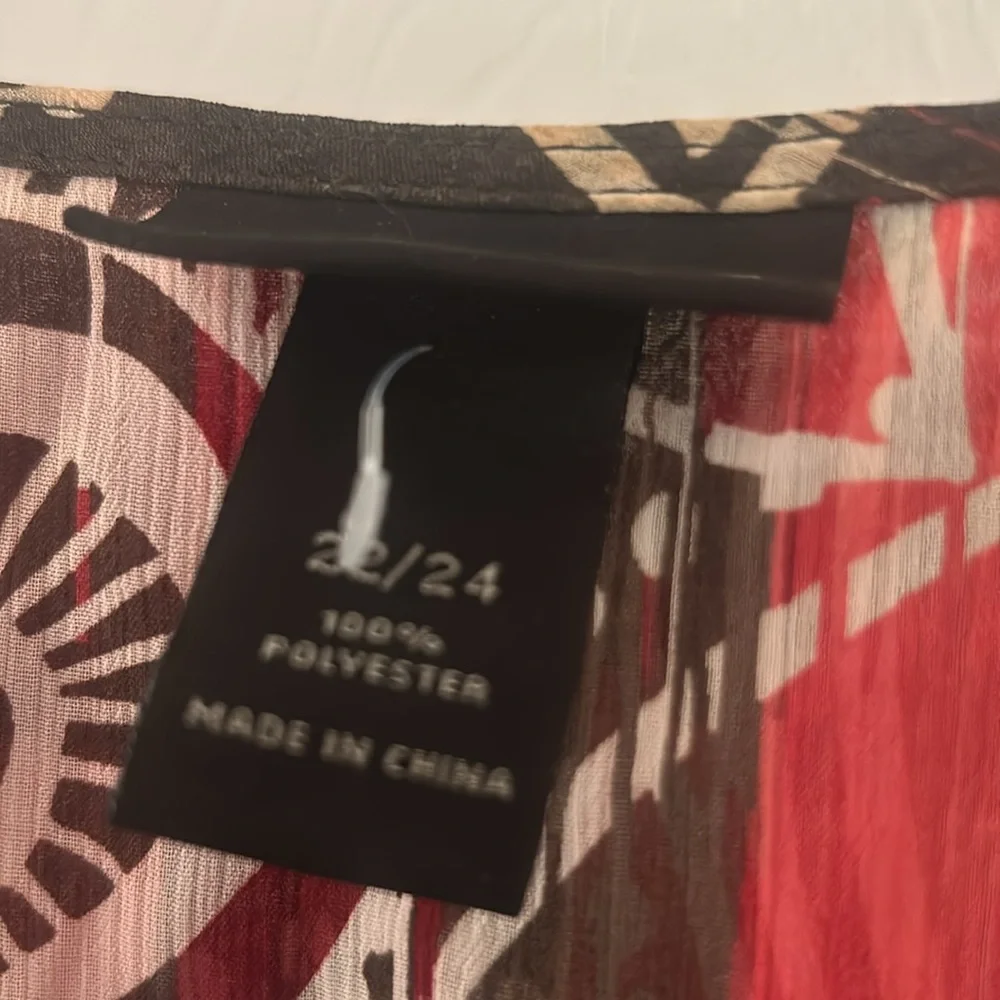 22/24
100%
POLYESTER
MADE IN CHINA